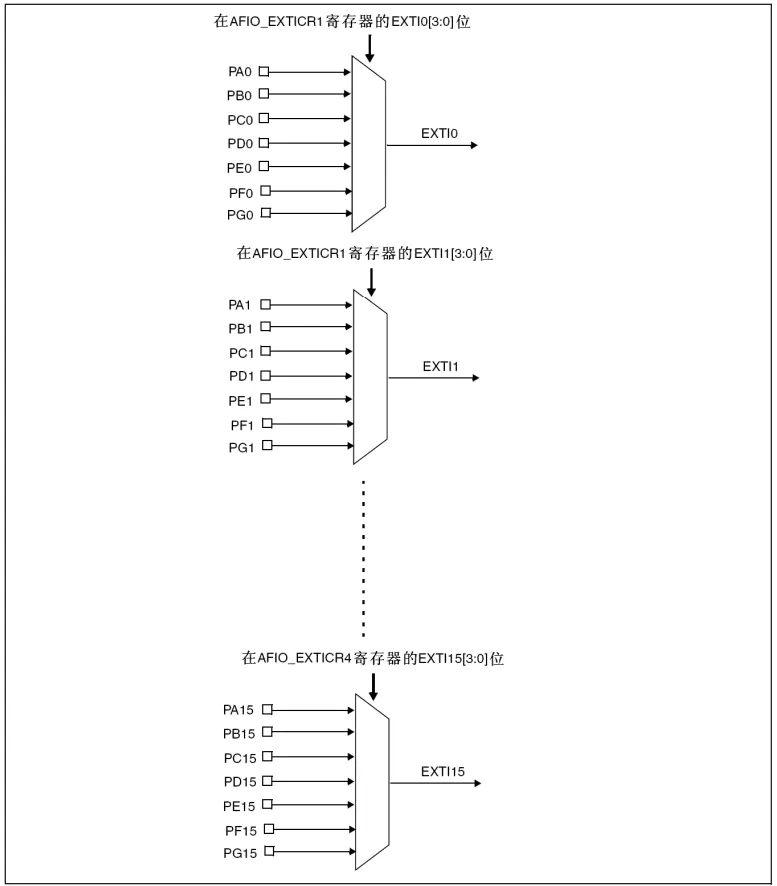 在AFIO_EXTICR1寄存器的EXTI0[3:0]位
PA0
PB0
PC0
EXTI0
PD0
PE0
PF0
PG0
在AFIO_EXTICR1寄存器的EXTI1[3:0]位
PA1
PB1
PC1
EXTI1
PD1
PE1
PF1
PG1
在AFIO_EXTICR4寄存器的EXTI15[3:0]位
PA15
PB15
PC15
EXTI15
PD15
PE15
PF15
PG15